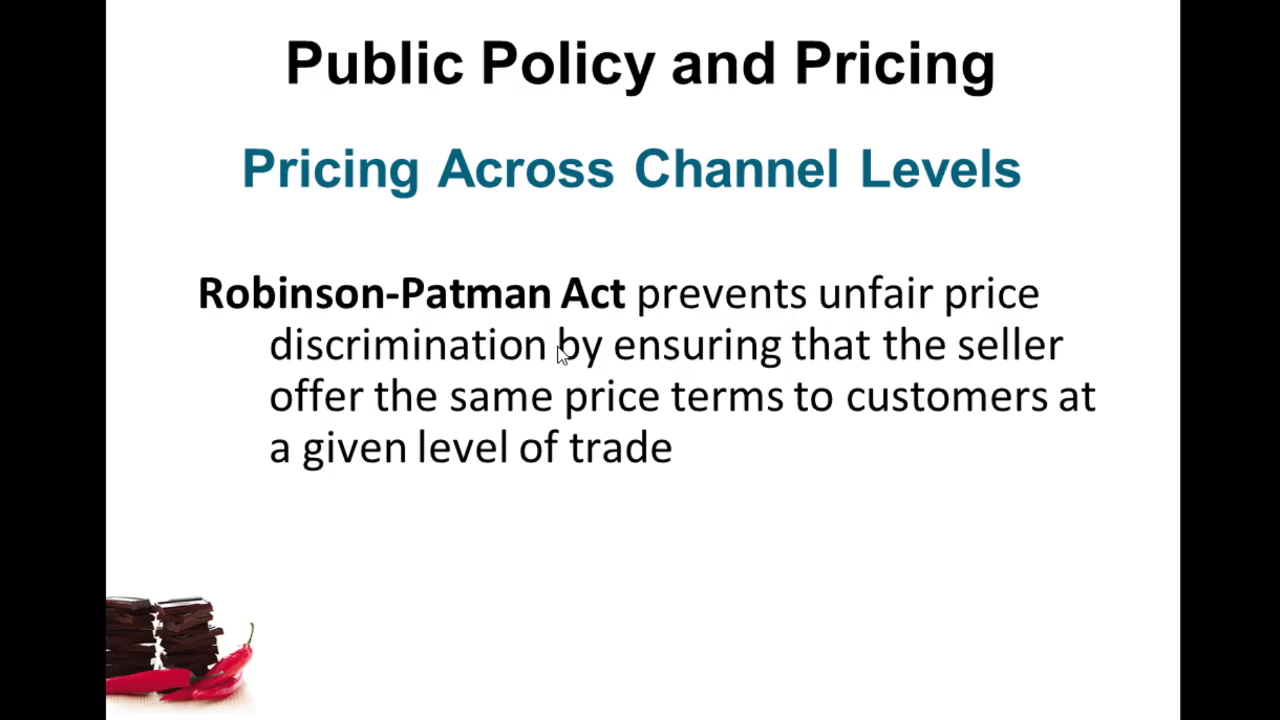 Public Policy and Pricing
Pricing Across Channel Levels
Robinson-Patman Act prevents unfair price
discrimination by ensuring that the seller
offer the same price terms to customers at
a given level of trade